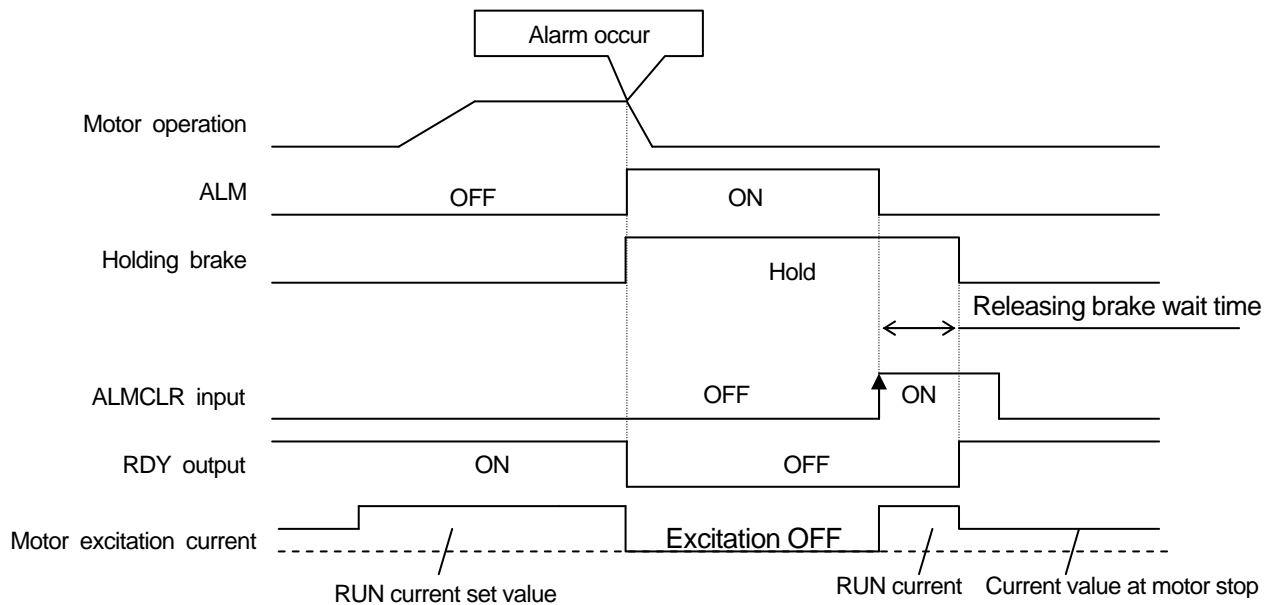 Alarm occur
Motor operation
ALM
OFF
ON
Holding brake
Hold
Releasing brake wait time
ALMCLR input
OFF
ON
RDY output
ON
OFF
Motor excitation current
Excitation OFF
RUN current set value
RUN current
Current value at motor stop